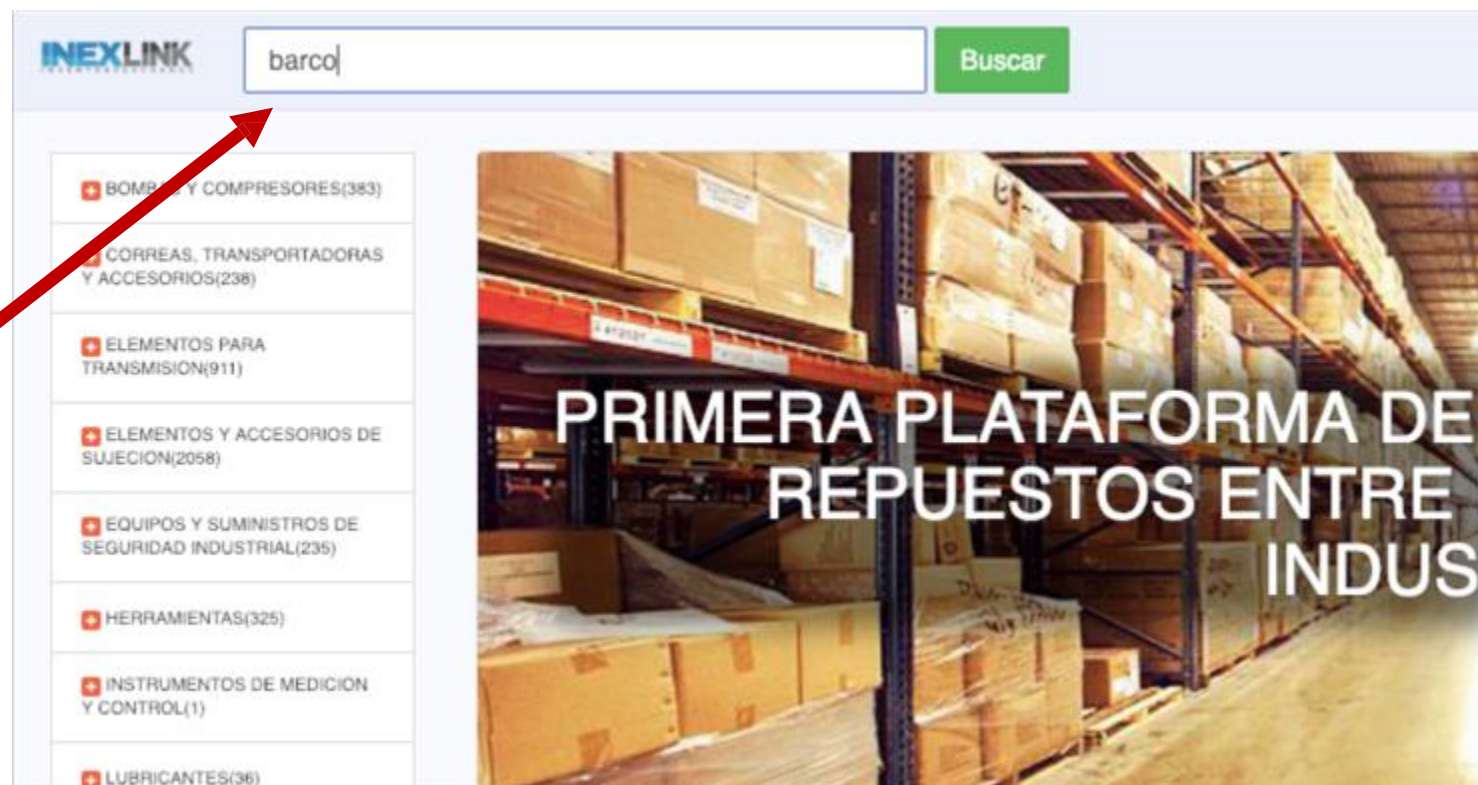 INEXLINK
barco
Buscar
BOMBAS Y COMPRESORES(383)
CORREAS, TRANSPORTADORAS
Y ACCESORIOS(238)
ELEMENTOS PARA
TRANSMISION(911)
ELEMENTOS Y ACCESORIOS DE
SUJECION(2058)
EQUIPOS Y SUMINISTROS DE
SEGURIDAD INDUSTRIAL(235)
HERRAMIENTAS(325)
INSTRUMENTOS DE MEDICION
Y CONTROL(1)
LUBRICANTES(36)
PRIMERA PLATAFORMA DE
REPUESTOS ENTRE
INDUS